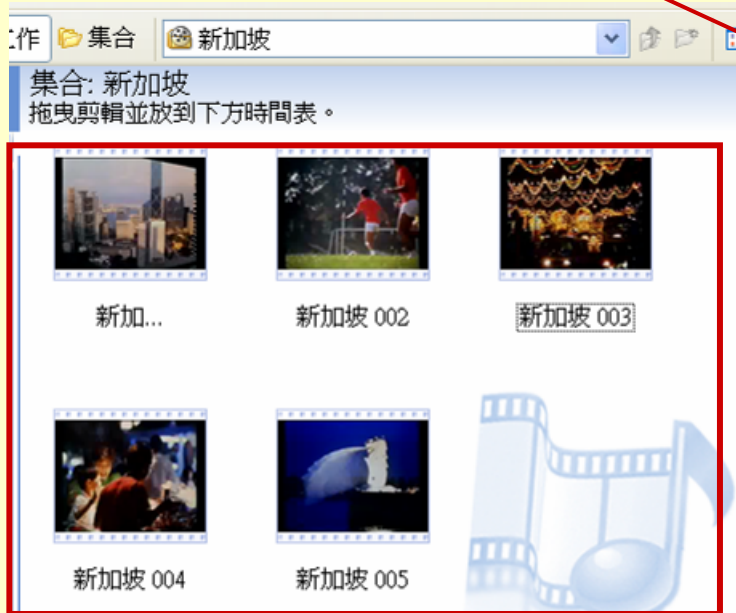 工作 集合 新加坡
集合: 新加坡
拖曳剪輯並放到下方時間表。
新加... 新加坡 002 新加坡 003
新加坡 004 新加坡 005